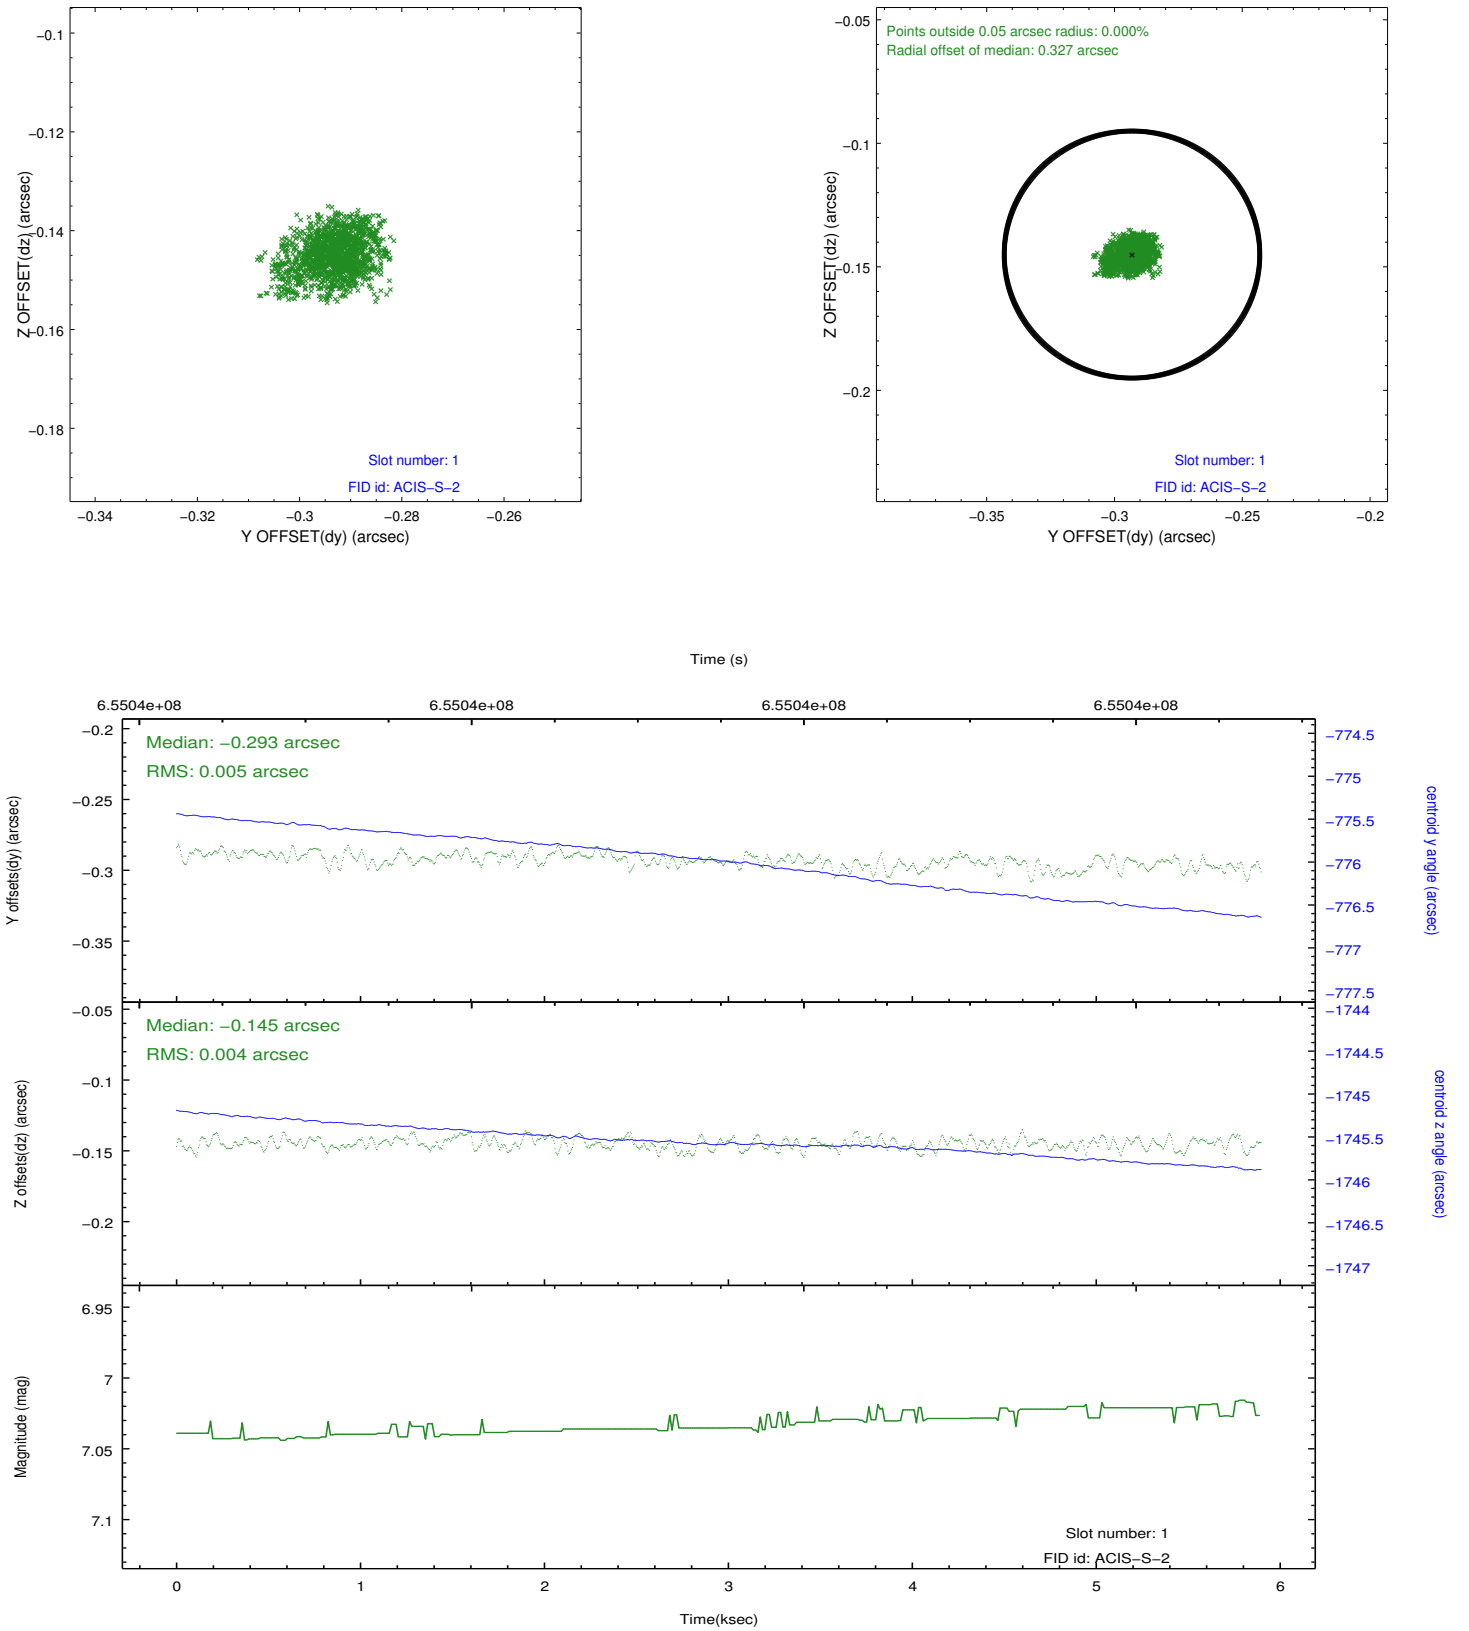 −0.1
−0.12
−0.14
−0.16
−0.18
Z OFFSET(dz) (arcsec)
Slot number: 1
FID id: ACIS−S−2
−0.34 −0.32 −0.3 −0.28 −0.26
Y OFFSET(dy) (arcsec)
Points outside 0.05 arcsec radius: 0.000%
Radial offset of median: 0.327 arcsec
−0.05
−0.1
−0.15
−0.2
Z OFFSET(dz) (arcsec)
Slot number: 1
FID id: ACIS−S−2
−0.35 −0.3 −0.25 −0.2
Y OFFSET(dy) (arcsec)
Time (s)
6.5504e+08 6.5504e+08 6.5504e+08 6.5504e+08
Median: −0.293 arcsec
RMS: 0.005 arcsec
−0.2
−0.25
−0.3
−0.35
Y offsets(dy) (arcsec)
−774.5
−775
−775.5
−776
−776.5
−777
−777.5
centroid y angle (arcsec)
Median: −0.145 arcsec
RMS: 0.004 arcsec
−0.05
−0.1
−0.15
−0.2
Z offsets(dz) (arcsec)
−1744
−1744.5
−1745
−1745.5
−1746
−1746.5
−1747
centroid z angle (arcsec)
6.95
7
7.05
7.1
Magnitude (mag)
Slot number: 1
FID id: ACIS−S−2
0 1 2 3 4 5 6
Time(ksec)